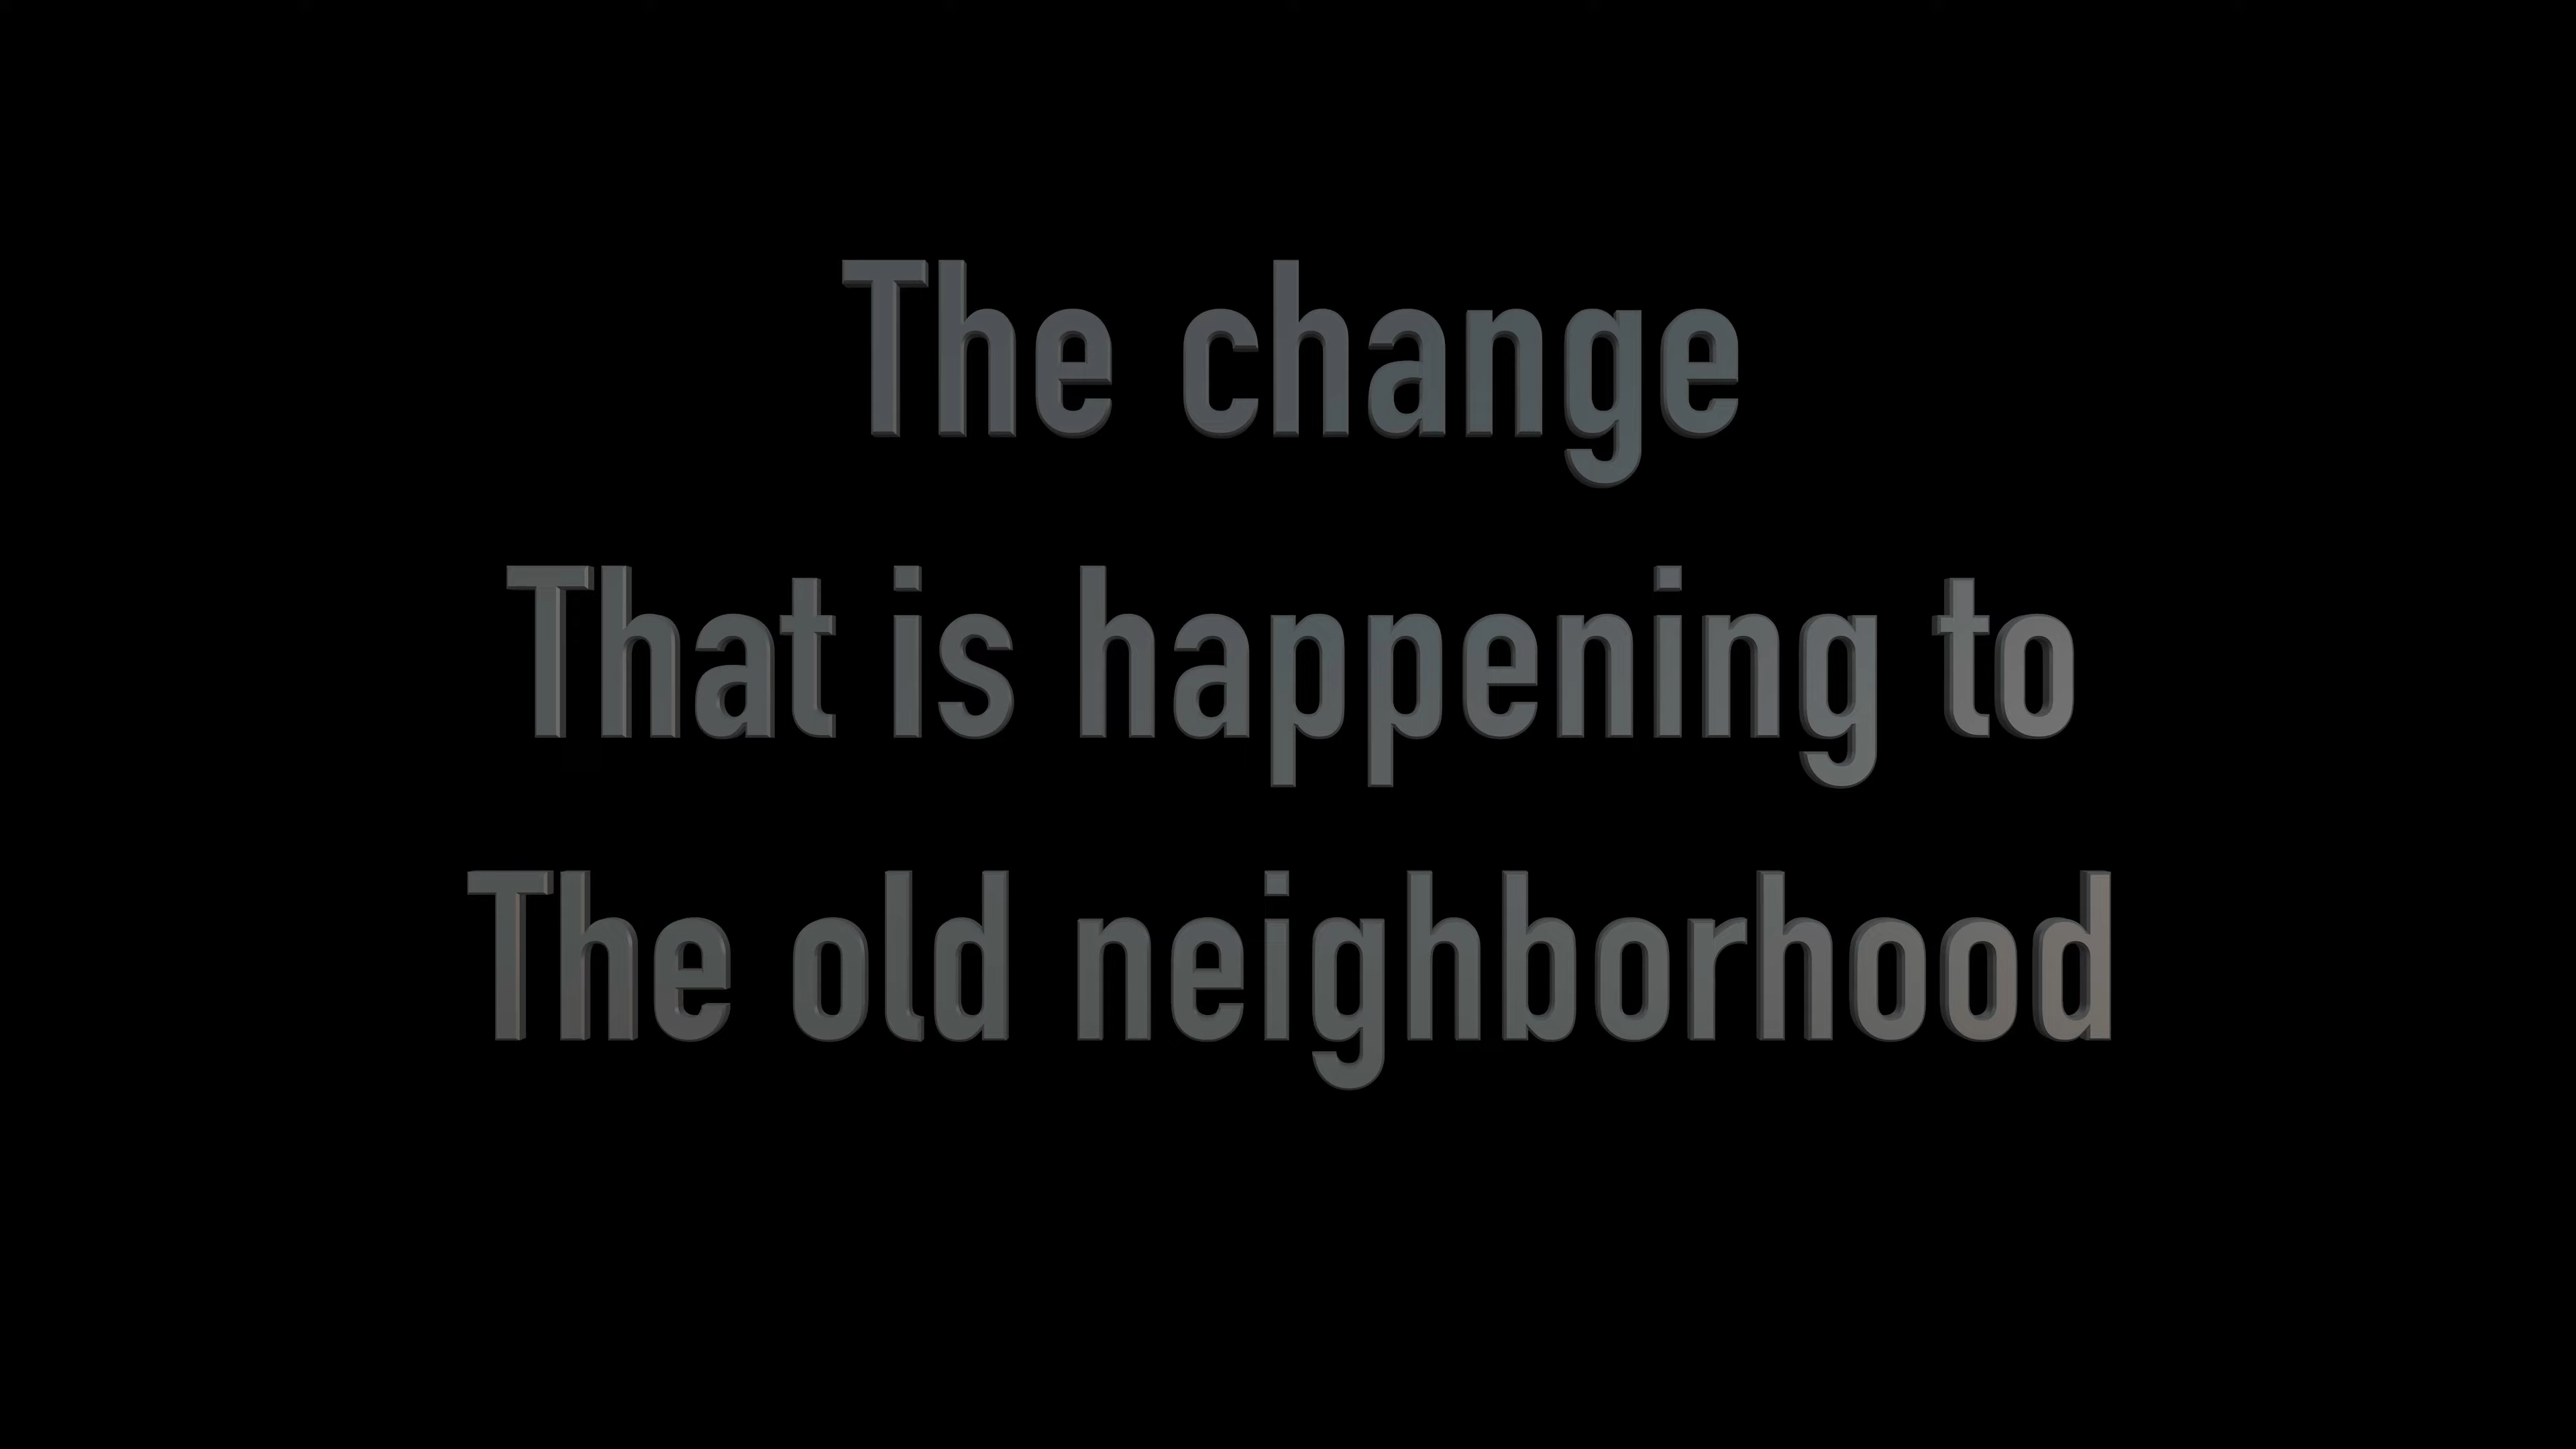 The change
That is happening to
The old neighborhood